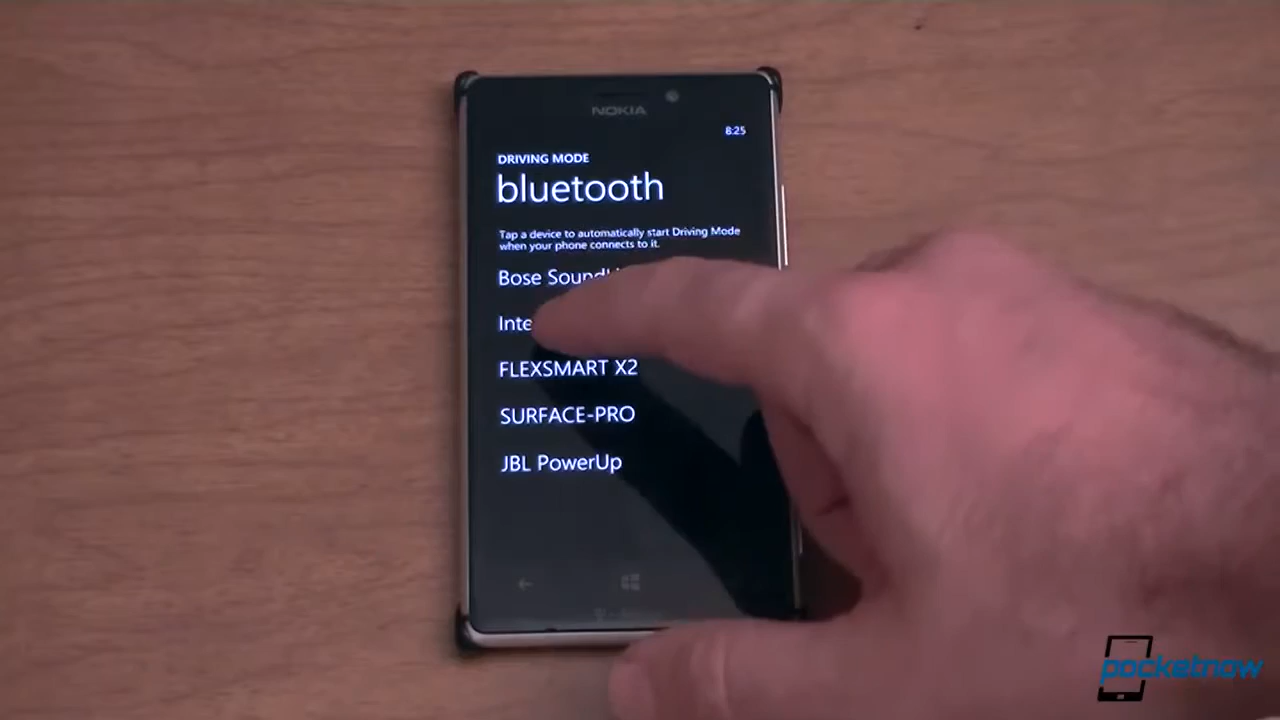 NOKIA
8:25
DRIVING MODE
bluetooth
Tap a device to automatically start Driving Mode
when your phone connects to it.
Bose
FLEXSMART X2
SURFACE-PRO
JBL PowerUp
pocketnow